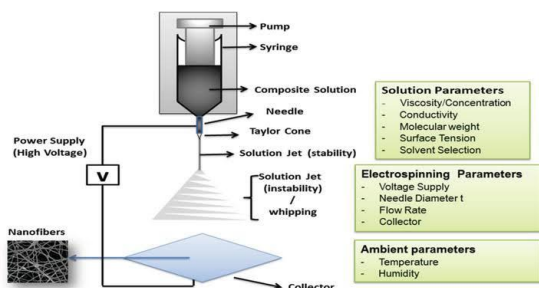 Pump
Syringe
Composite Solution
Needle
Taylor Cone
Power Supply
(High Voltage)
V
Solution Jet (stability)
Solution Jet
(instability)
/
whipping
Nanofibers
Collector
Solution Parameters
- Viscosity/Concentration
- Conductivity
- Molecular weight
- Surface Tension
- Solvent Selection
Electrospinning Parameters
- Voltage Supply
- Needle Diameter t
- Flow Rate
- Collector
Ambient parameters
- Temperature
- Humidity